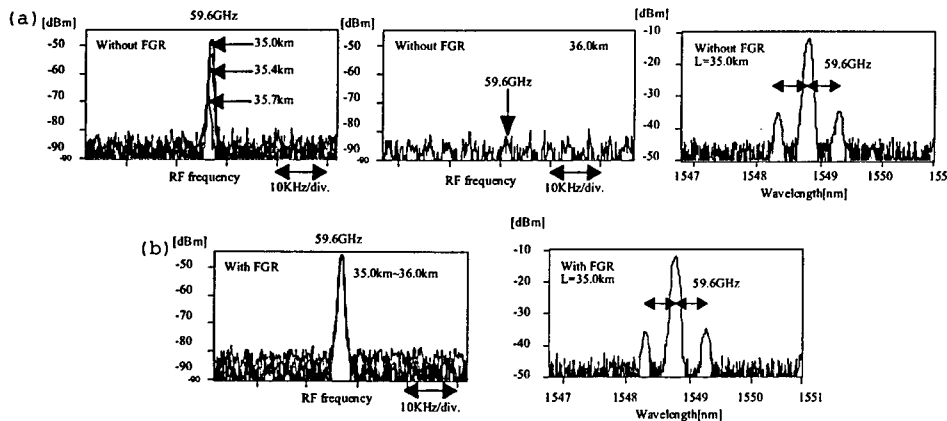 (a)
[dBm]
59.6GHz
-50
-60
-70
-80
-90
Without FGR
35.0km
35.4km
35.7km
RF frequency
10KHz/div.
[dBm]
-50
-60
-70
-80
-90
Without FGR
36.0km
59.6GHz
RF frequency
10KHz/div.
[dBm]
-10
-20
-30
-40
-50
Without FGR
L=35.0km
59.6GHz
1547 1548 1549 1550 155
Wavelength[nm]
(b)
[dBm]
59.6GHz
-50
-60
-70
-80
-90
With FGR
35.0km~36.0km
RF frequency
10KHz/div.
[dBm]
-10
-20
-30
-40
-50
With FGR
L=35.0km
59.6GHz
1547 1548 1549 1550 1551
Wavelength[nm]